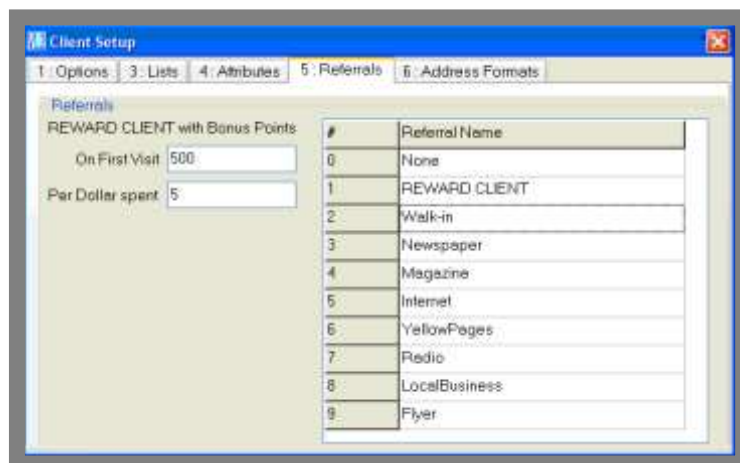 Client Setup
1 : Options 3 : Lists 4 : Attributes 5 : Referrals 6 : Address Formats
Referrals
REWARD CLIENT with Bonus Points
On First Visit 500
Per Dollar spent 5
# Referral Name
0 None
1 REWARD CLIENT
2 Walk-in
3 Newspaper
4 Magazine
5 Internet
6 YellowPages
7 Radio
8 LocalBusiness
9 Flyer